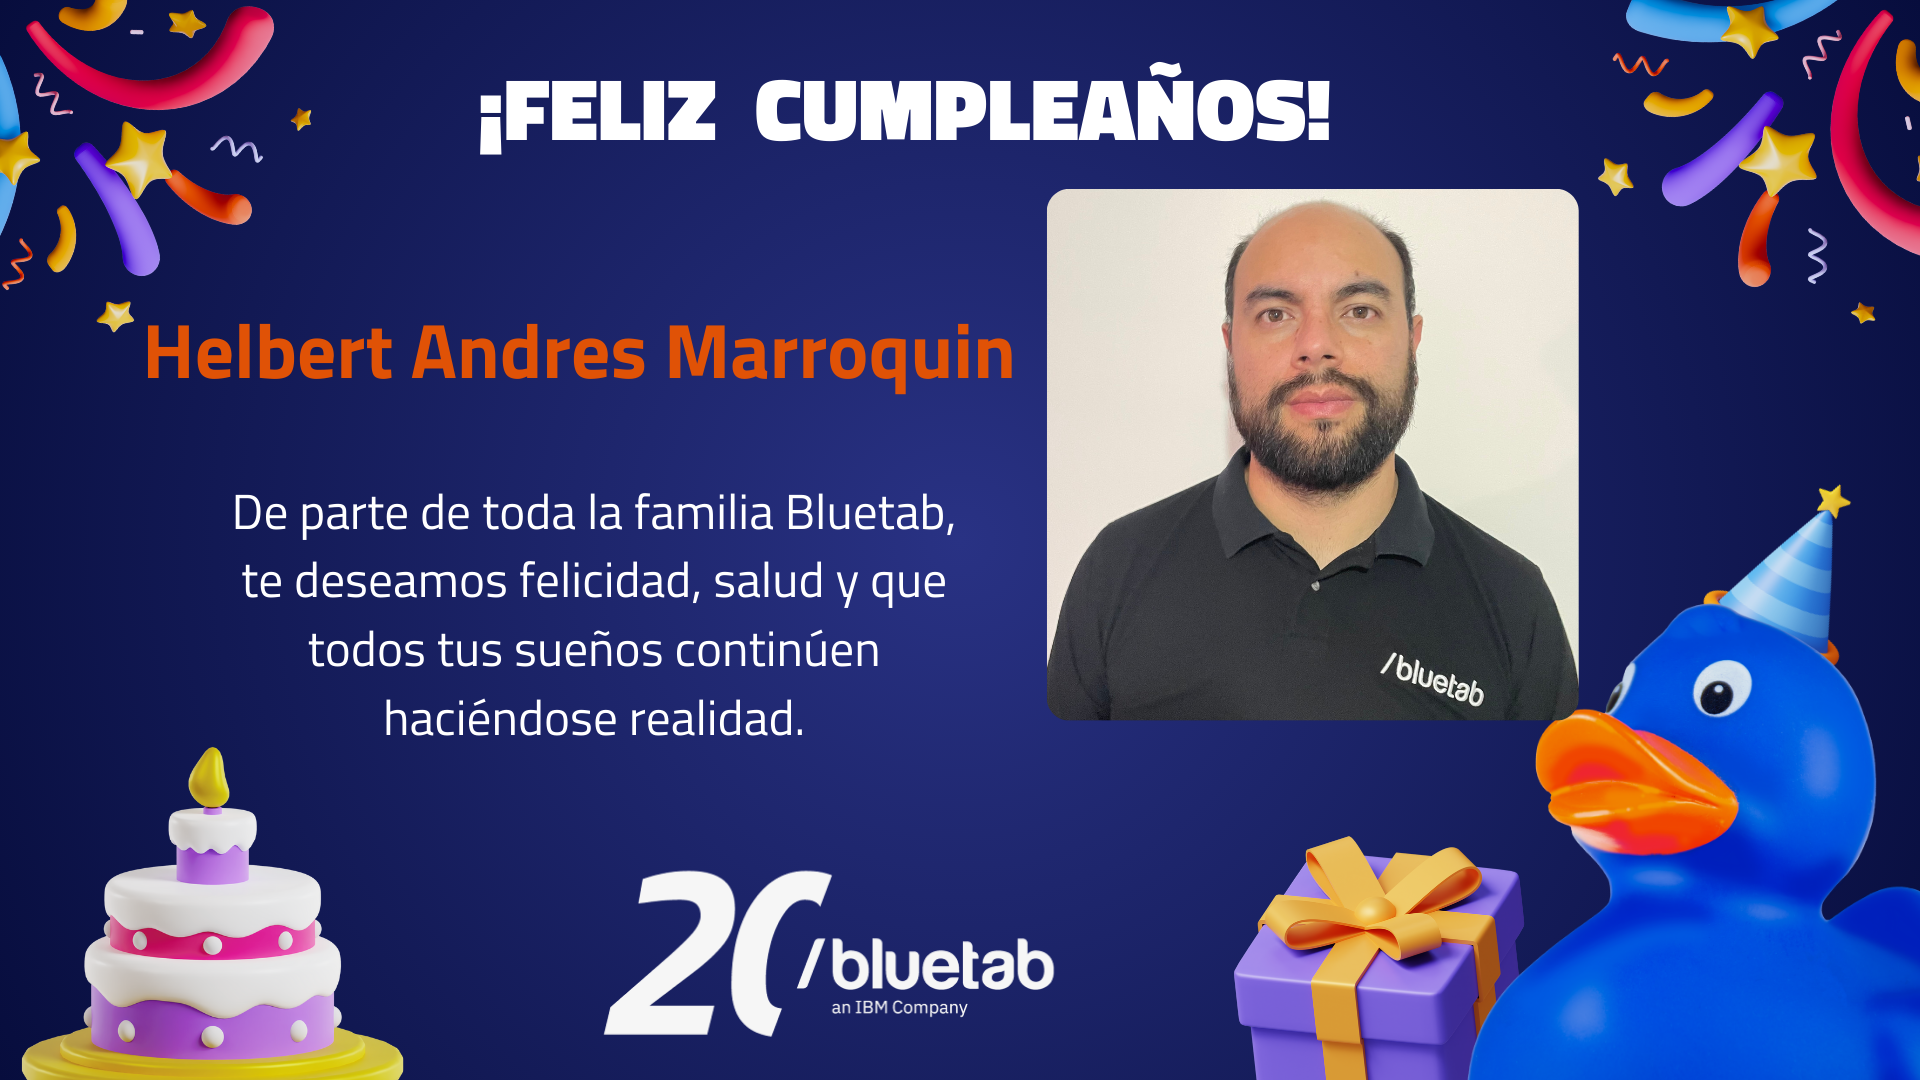 ¡FELIZ CUMPLEAÑOS!
Helbert Andres Marroquin
De parte de toda la familia Bluetab,
te deseamos felicidad, salud y que
todos tus sueños continúen
haciéndose realidad.
/bluetab
20/bluetab
an IBM Company